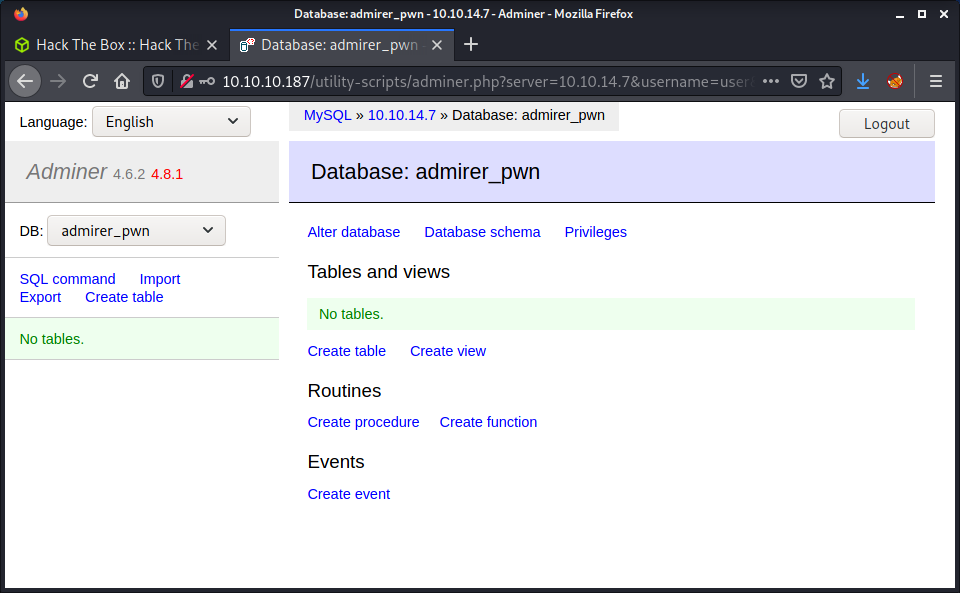 Database: admirer_pwn - 10.10.14.7 - Adminer - Mozilla Firefox
Hack The Box :: Hack The
Database: admirer_pwn -
10.10.10.187/utility-scripts/adminer.php?server=10.10.14.7&username=user&
Language: English
MySQL » 10.10.14.7 » Database: admirer_pwn
Logout
Adminer 4.6.2 4.8.1
Database: admirer_pwn
DB: admirer_pwn
Alter database Database schema Privileges
SQL command Import
Export Create table
No tables.
Tables and views
No tables.
Create table Create view
Routines
Create procedure Create function
Events
Create event